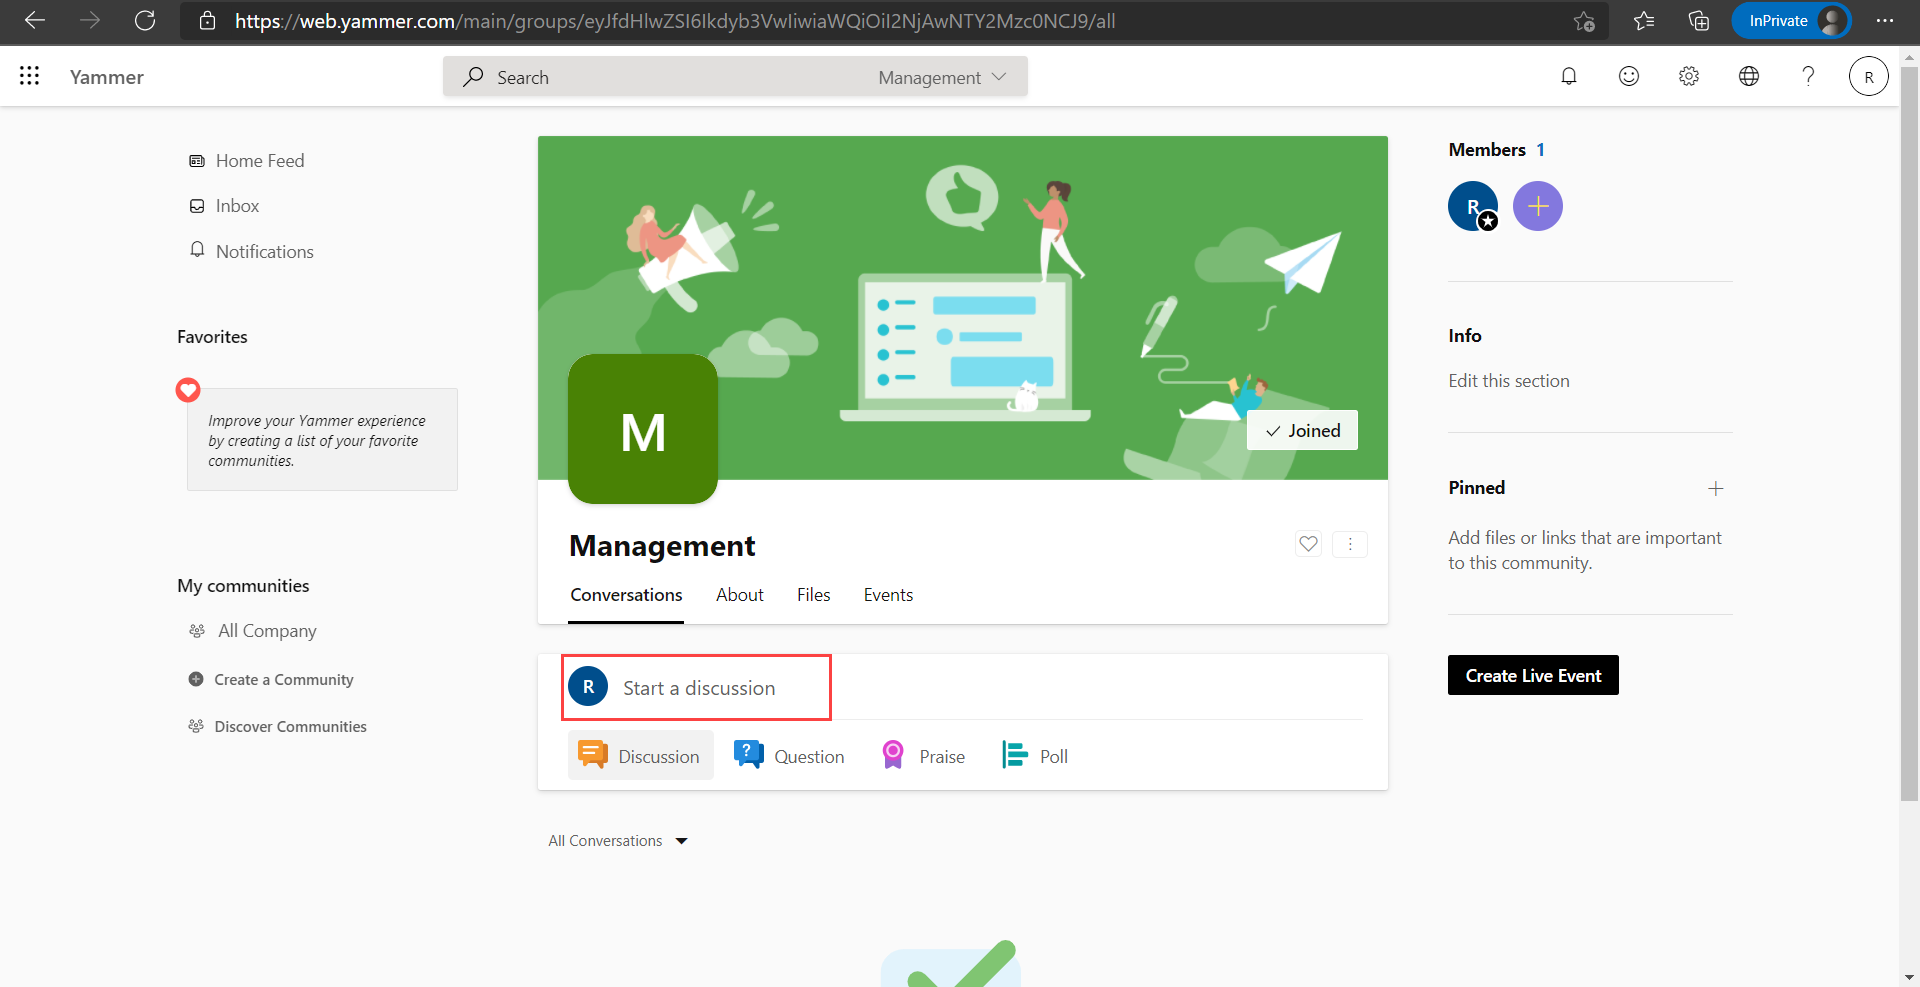 https://web.yammer.com/main/groups/eyJfdHlwZSI6Ikdyb3VwIiwiaWQiOiI2NjAwNTY2Mzc0NCJ9/all
InPrivate
Yammer
Search
Management
?
R
Home Feed
Inbox
Notifications
Favorites
Improve your Yammer experience
by creating a list of your favorite
communities.
My communities
All Company
Create a Community
Discover Communities
M
Joined
Management
Conversations
About
Files
Events
R
Start a discussion
Discussion
?
Question
Praise
Poll
All Conversations
Members 1
R
Info
Edit this section
Pinned
Add files or links that are important
to this community.
Create Live Event